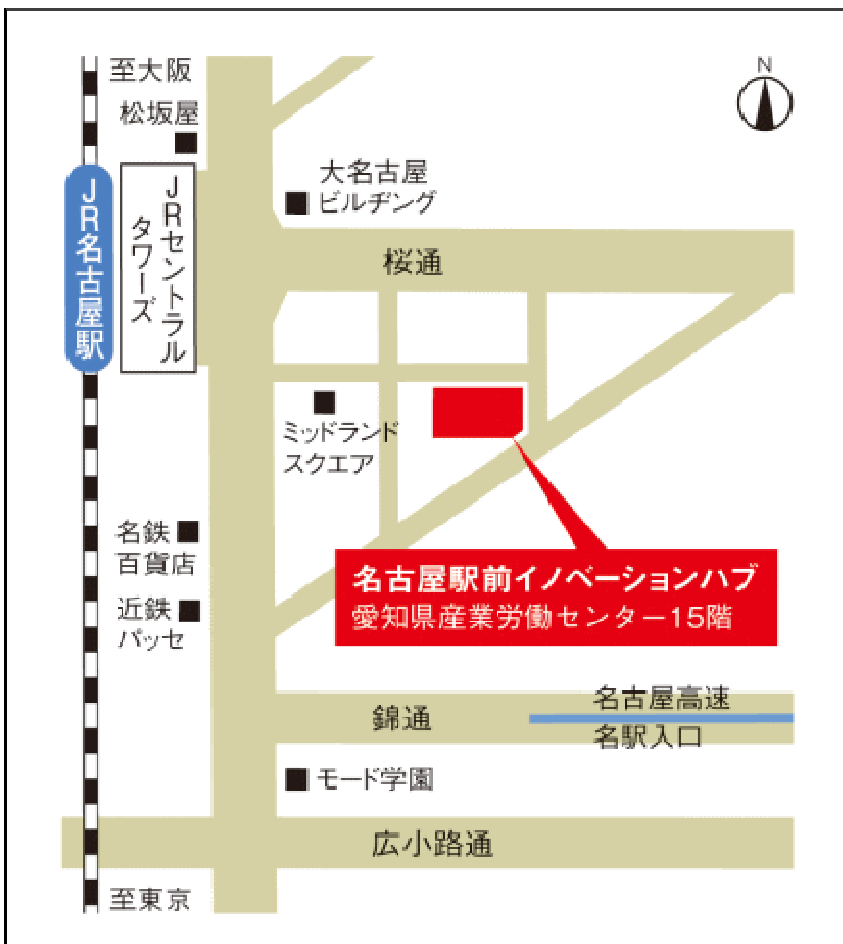 至大阪
N
松坂屋
大名古屋
ビルヂング
JR名古屋駅
JRセントラル
タワーズ
桜通
ミッドランド
スクエア
名鉄
百貨店
名古屋駅前イノベーションハブ
愛知県産業労働センター15階
近鉄
パッセ
名古屋高速
錦通
名駅入口
モード学園
広小路通
至東京